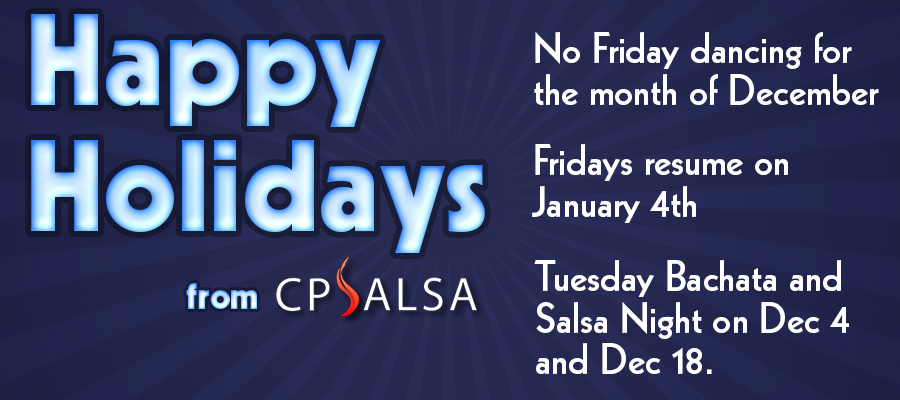 Happy
Holidays
from CPSALSA
No Friday dancing for
the month of December
Fridays resume on
January 4th
Tuesday Bachata and
Salsa Night on Dec 4
and Dec 18.